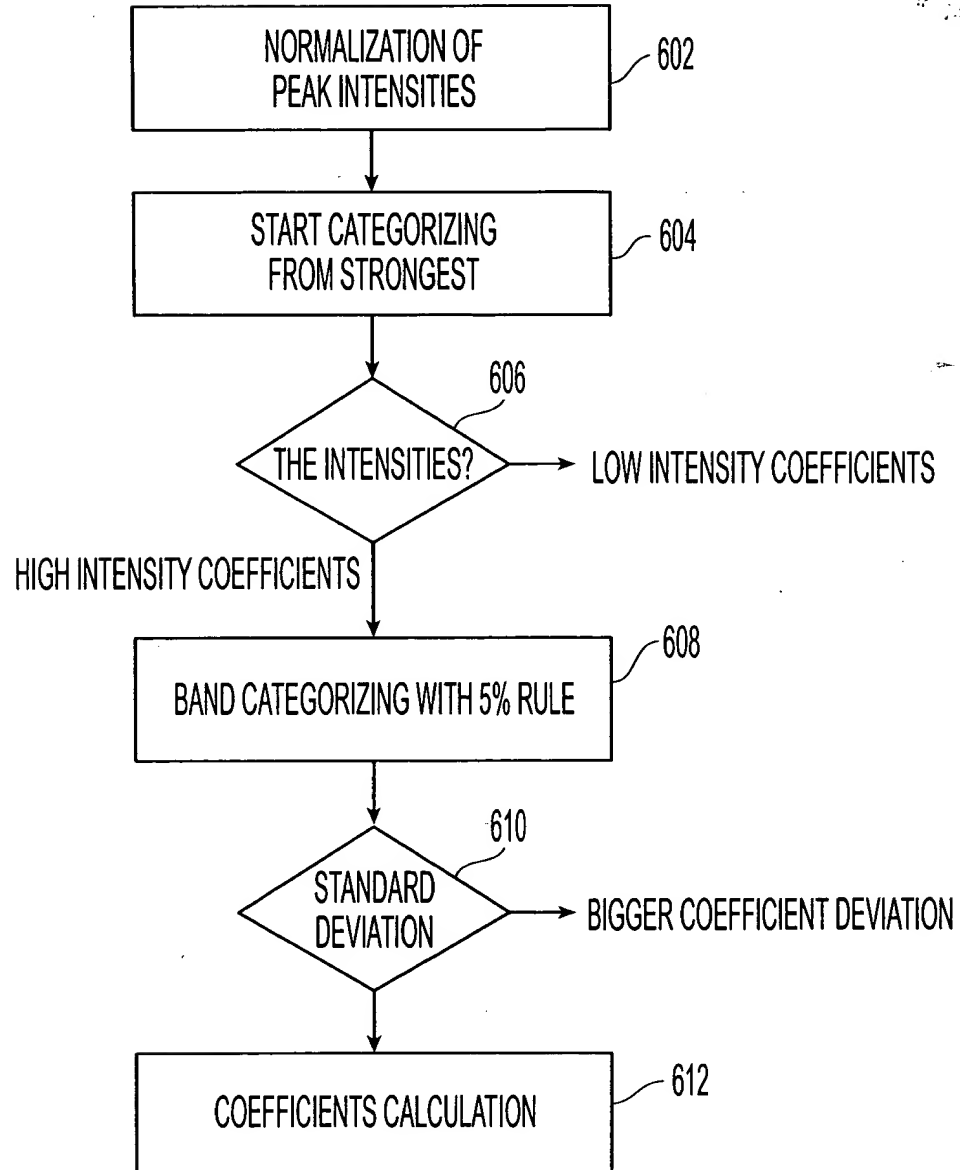 NORMALIZATION OF
PEAK INTENSITIES
602
START CATEGORIZING
FROM STRONGEST
604
606
THE INTENSITIES?
LOW INTENSITY COEFFICIENTS
HIGH INTENSITY COEFFICIENTS
608
BAND CATEGORIZING WITH 5% RULE
610
STANDARD
DEVIATION
BIGGER COEFFICIENT DEVIATION
COEFFICIENTS CALCULATION
612